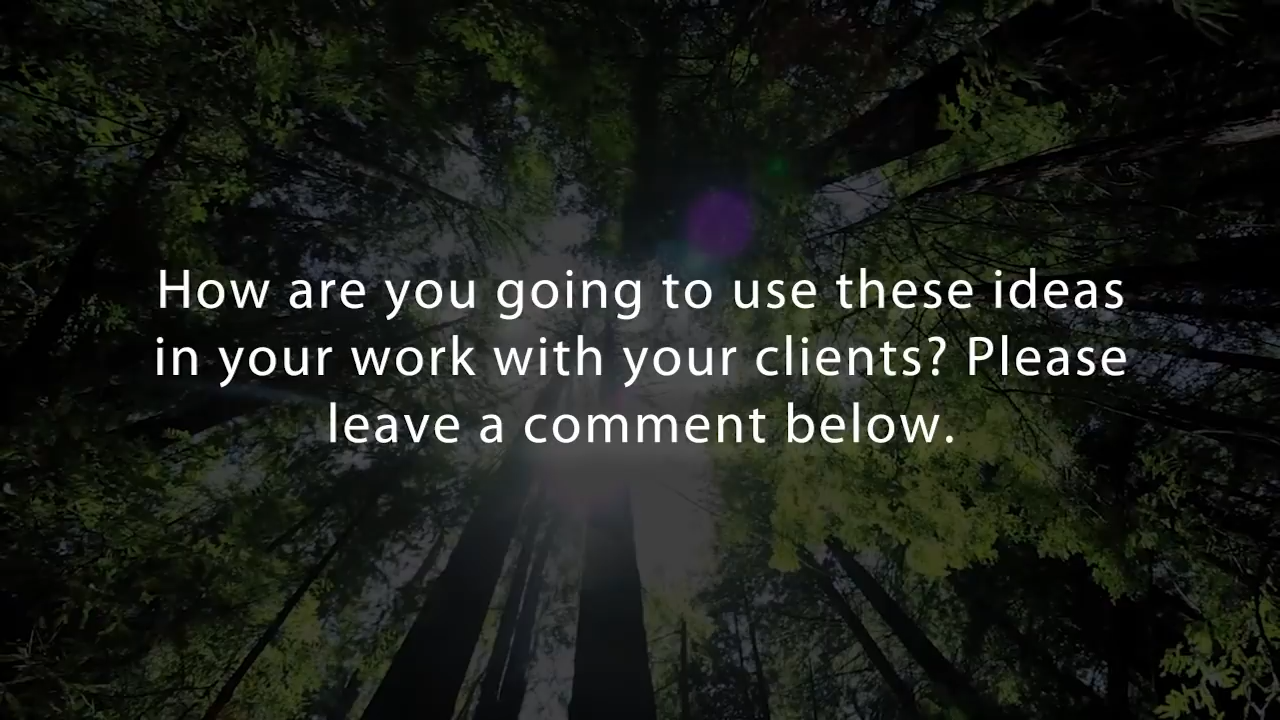 How are you going to use these ideas
in your work with your clients? Please
leave a comment below.